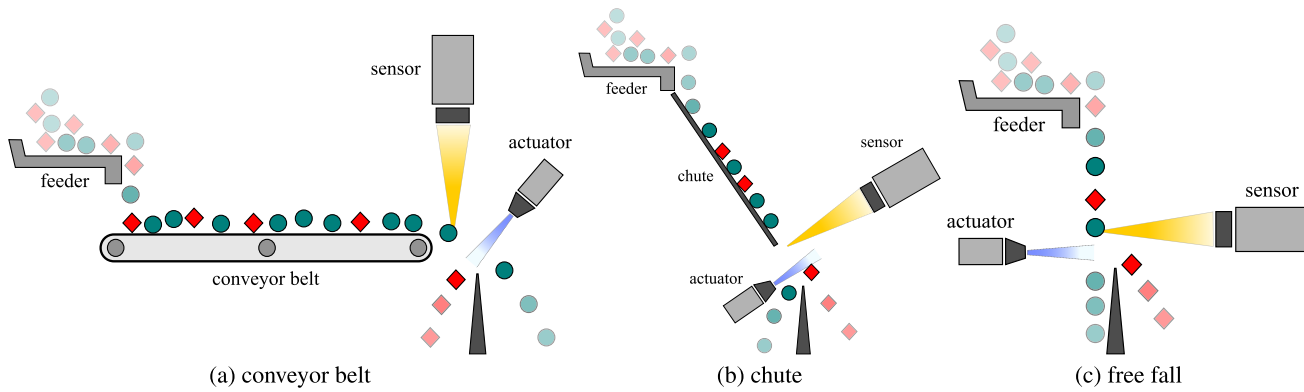 sensor
actuator
feeder
conveyor belt
(a) conveyor belt
feeder
chute
sensor
actuator
(b) chute
feeder
sensor
actuator
(c) free fall